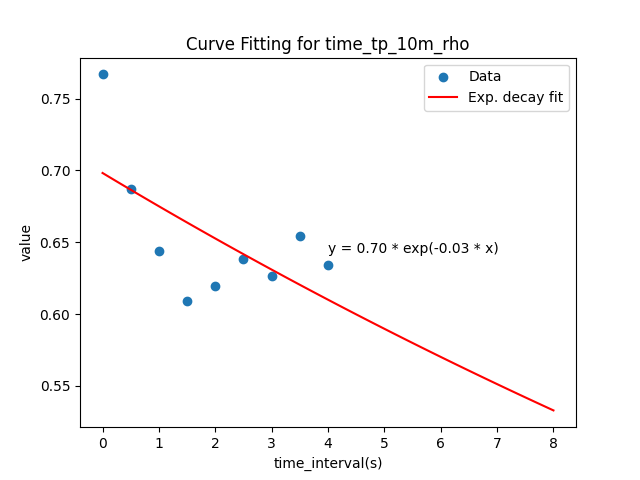 Curve Fitting for time_tp_10m_rho
Data
Exp. decay fit
0.75
0.70
0.65
0.60
0.55
value
y = 0.70 * exp(-0.03 * x)
0 1 2 3 4 5 6 7 8
time_interval(s)